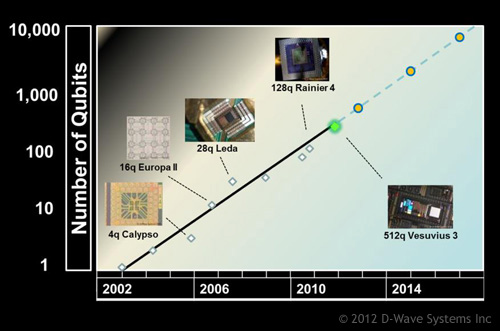 10,000
1,000
100
10
1
Number of Qubits
128q Rainier 4
28q Leda
16q Europa II
4q Calypso
512q Vesuvius 3
2002
2006
2010
2014
© 2012 D-Wave Systems Inc